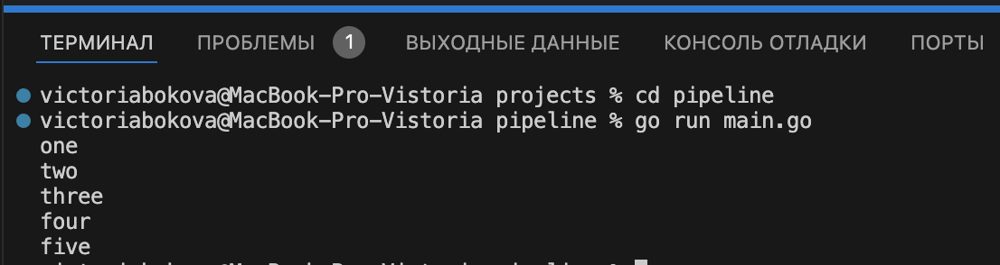 ТЕРМИНАЛ ПРОБЛЕМЫ 1 ВЫХОДНЫЕ ДАННЫЕ КОНСОЛЬ ОТЛАДКИ ПОРТЫ
victoriabokova@MacBook-Pro-Vistoria projects % cd pipeline
victoriabokova@MacBook-Pro-Vistoria pipeline % go run main.go
one
two
three
four
five